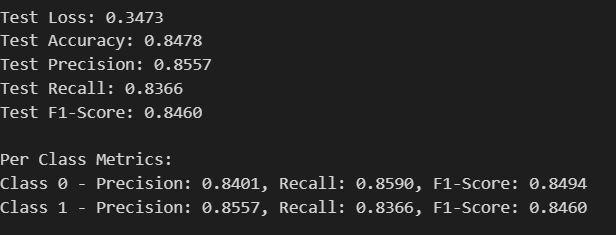 Test Loss: 0.3473
Test Accuracy: 0.8478
Test Precision: 0.8557
Test Recall: 0.8366
Test F1-Score: 0.8460
Per Class Metrics:
Class 0 - Precision: 0.8401, Recall: 0.8590, F1-Score: 0.8494
Class 1 - Precision: 0.8557, Recall: 0.8366, F1-Score: 0.8460